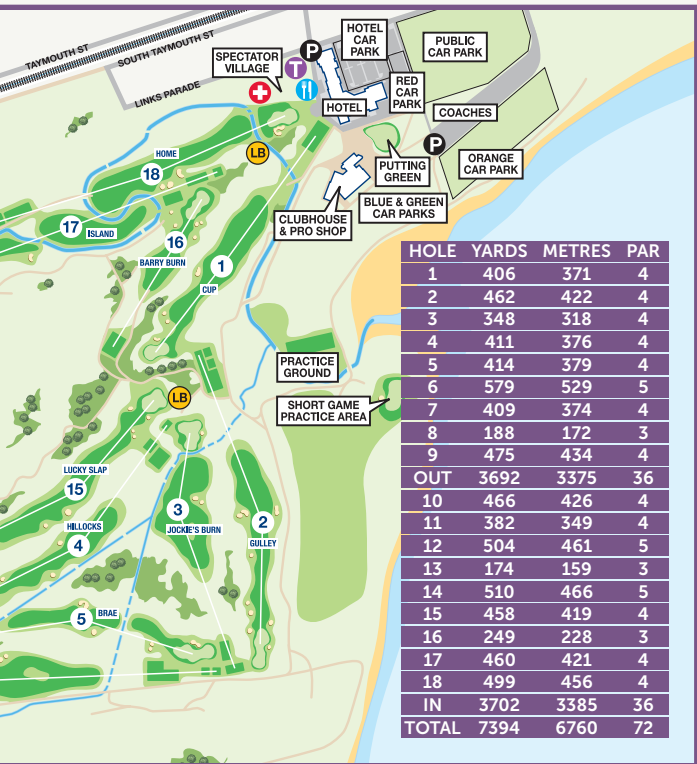 TAYMOUTH ST
SOUTH TAYMOUTH ST
LINKS PARADE
SPECTATOR
VILLAGE
T
P
HOTEL
CAR
PARK
PUBLIC
CAR PARK
HOTEL
RED
CAR
PARK
COACHES
P
ORANGE
CAR PARK
PUTTING
GREEN
BLUE & GREEN
CAR PARKS
CLUBHOUSE
& PRO SHOP
LB
HOME
18
17
ISLAND
16
BARRY BURN
1
CUP
PRACTICE
GROUND
SHORT GAME
PRACTICE AREA
LB
LUCKY SLAP
15
HILLOCKS
4
3
JOCKIE'S BURN
2
GULLEY
5
BRAE
HOLE YARDS METRES PAR
1 406 371 4
2 462 422 4
3 348 318 4
4 411 376 4
5 414 379 4
6 579 529 5
7 409 374 4
8 188 172 3
9 475 434 4
OUT 3692 3375 36
10 466 426 4
11 382 349 4
12 504 461 5
13 174 159 3
14 510 466 5
15 458 419 4
16 249 228 3
17 460 421 4
18 499 456 4
IN 3702 3385 36
TOTAL 7394 6760 72